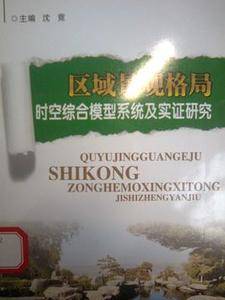 ○主编 沈 竞
区域景观格局
时空综合模型系统及实证研究
QUYUJINGGUANGEJU
SHIKONG
ZONGHEMOXINGXITONG
JISHIZHENGYANJIU